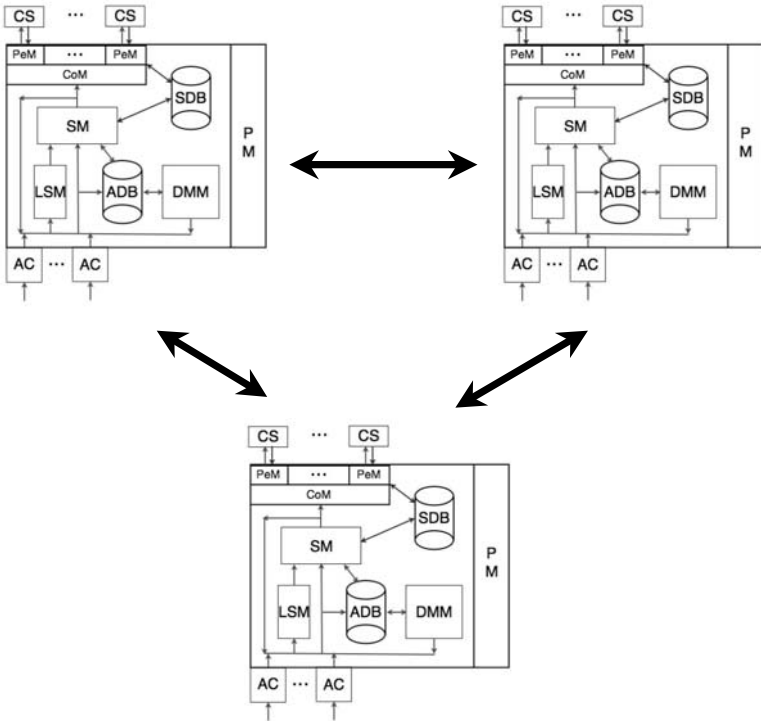 CS ... CS
PeM ... PeM
CoM
SDB
SM
P
M
LSM
ADB
DMM
AC ... AC
CS ... CS
PeM ... PeM
CoM
SDB
SM
P
M
LSM
ADB
DMM
AC ... AC
CS ... CS
PeM ... PeM
CoM
SDB
SM
P
M
LSM
ADB
DMM
AC ... AC